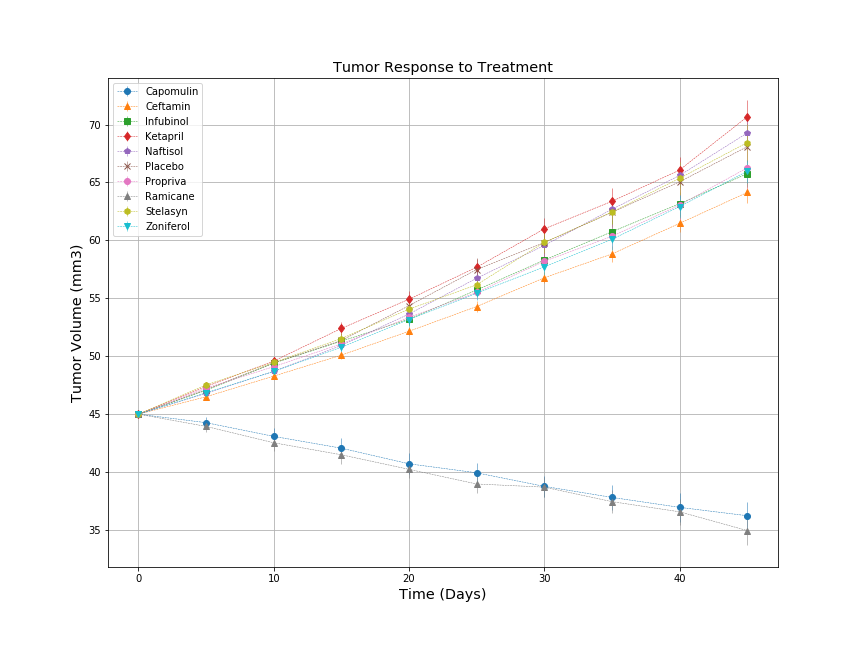 Tumor Response to Treatment
Capomulin
Ceftamin
Infubinol
Ketapril
Naftisol
Placebo
Propriva
Ramicane
Stelasyn
Zoniferol
Tumor Volume (mm3)
70
65
60
55
50
45
40
35
0 10 20 30 40
Time (Days)